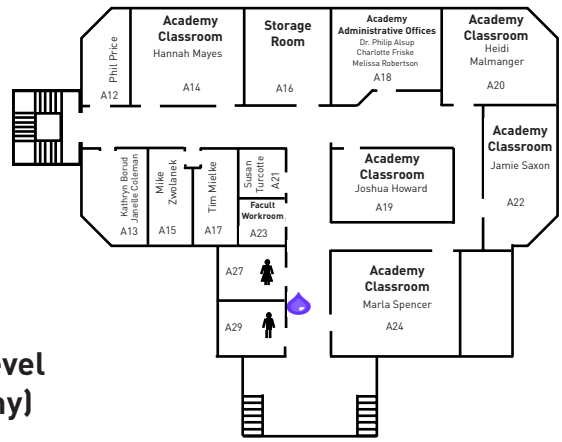 Phil Price
A12
Academy
Classroom
Hannah Mayes
A14
Storage
Room
A16
Academy
Administrative Offices
Dr. Philip Alsup
Charlotte Friske
Melissa Robertson
A18
Academy
Classroom
Heidi
Malmanger
A20
Academy
Classroom
Jamie Saxon
A22
Kathryn Borud
Janelle Coleman
A13
Mike
Zwolanek
A15
Tim Mielke
A17
Susan
Turcotte
A21
Facult
Workroom
A23
Academy
Classroom
Joshua Howard
A19
A27
A29
Academy
Classroom
Marla Spencer
A24
evel
ny)